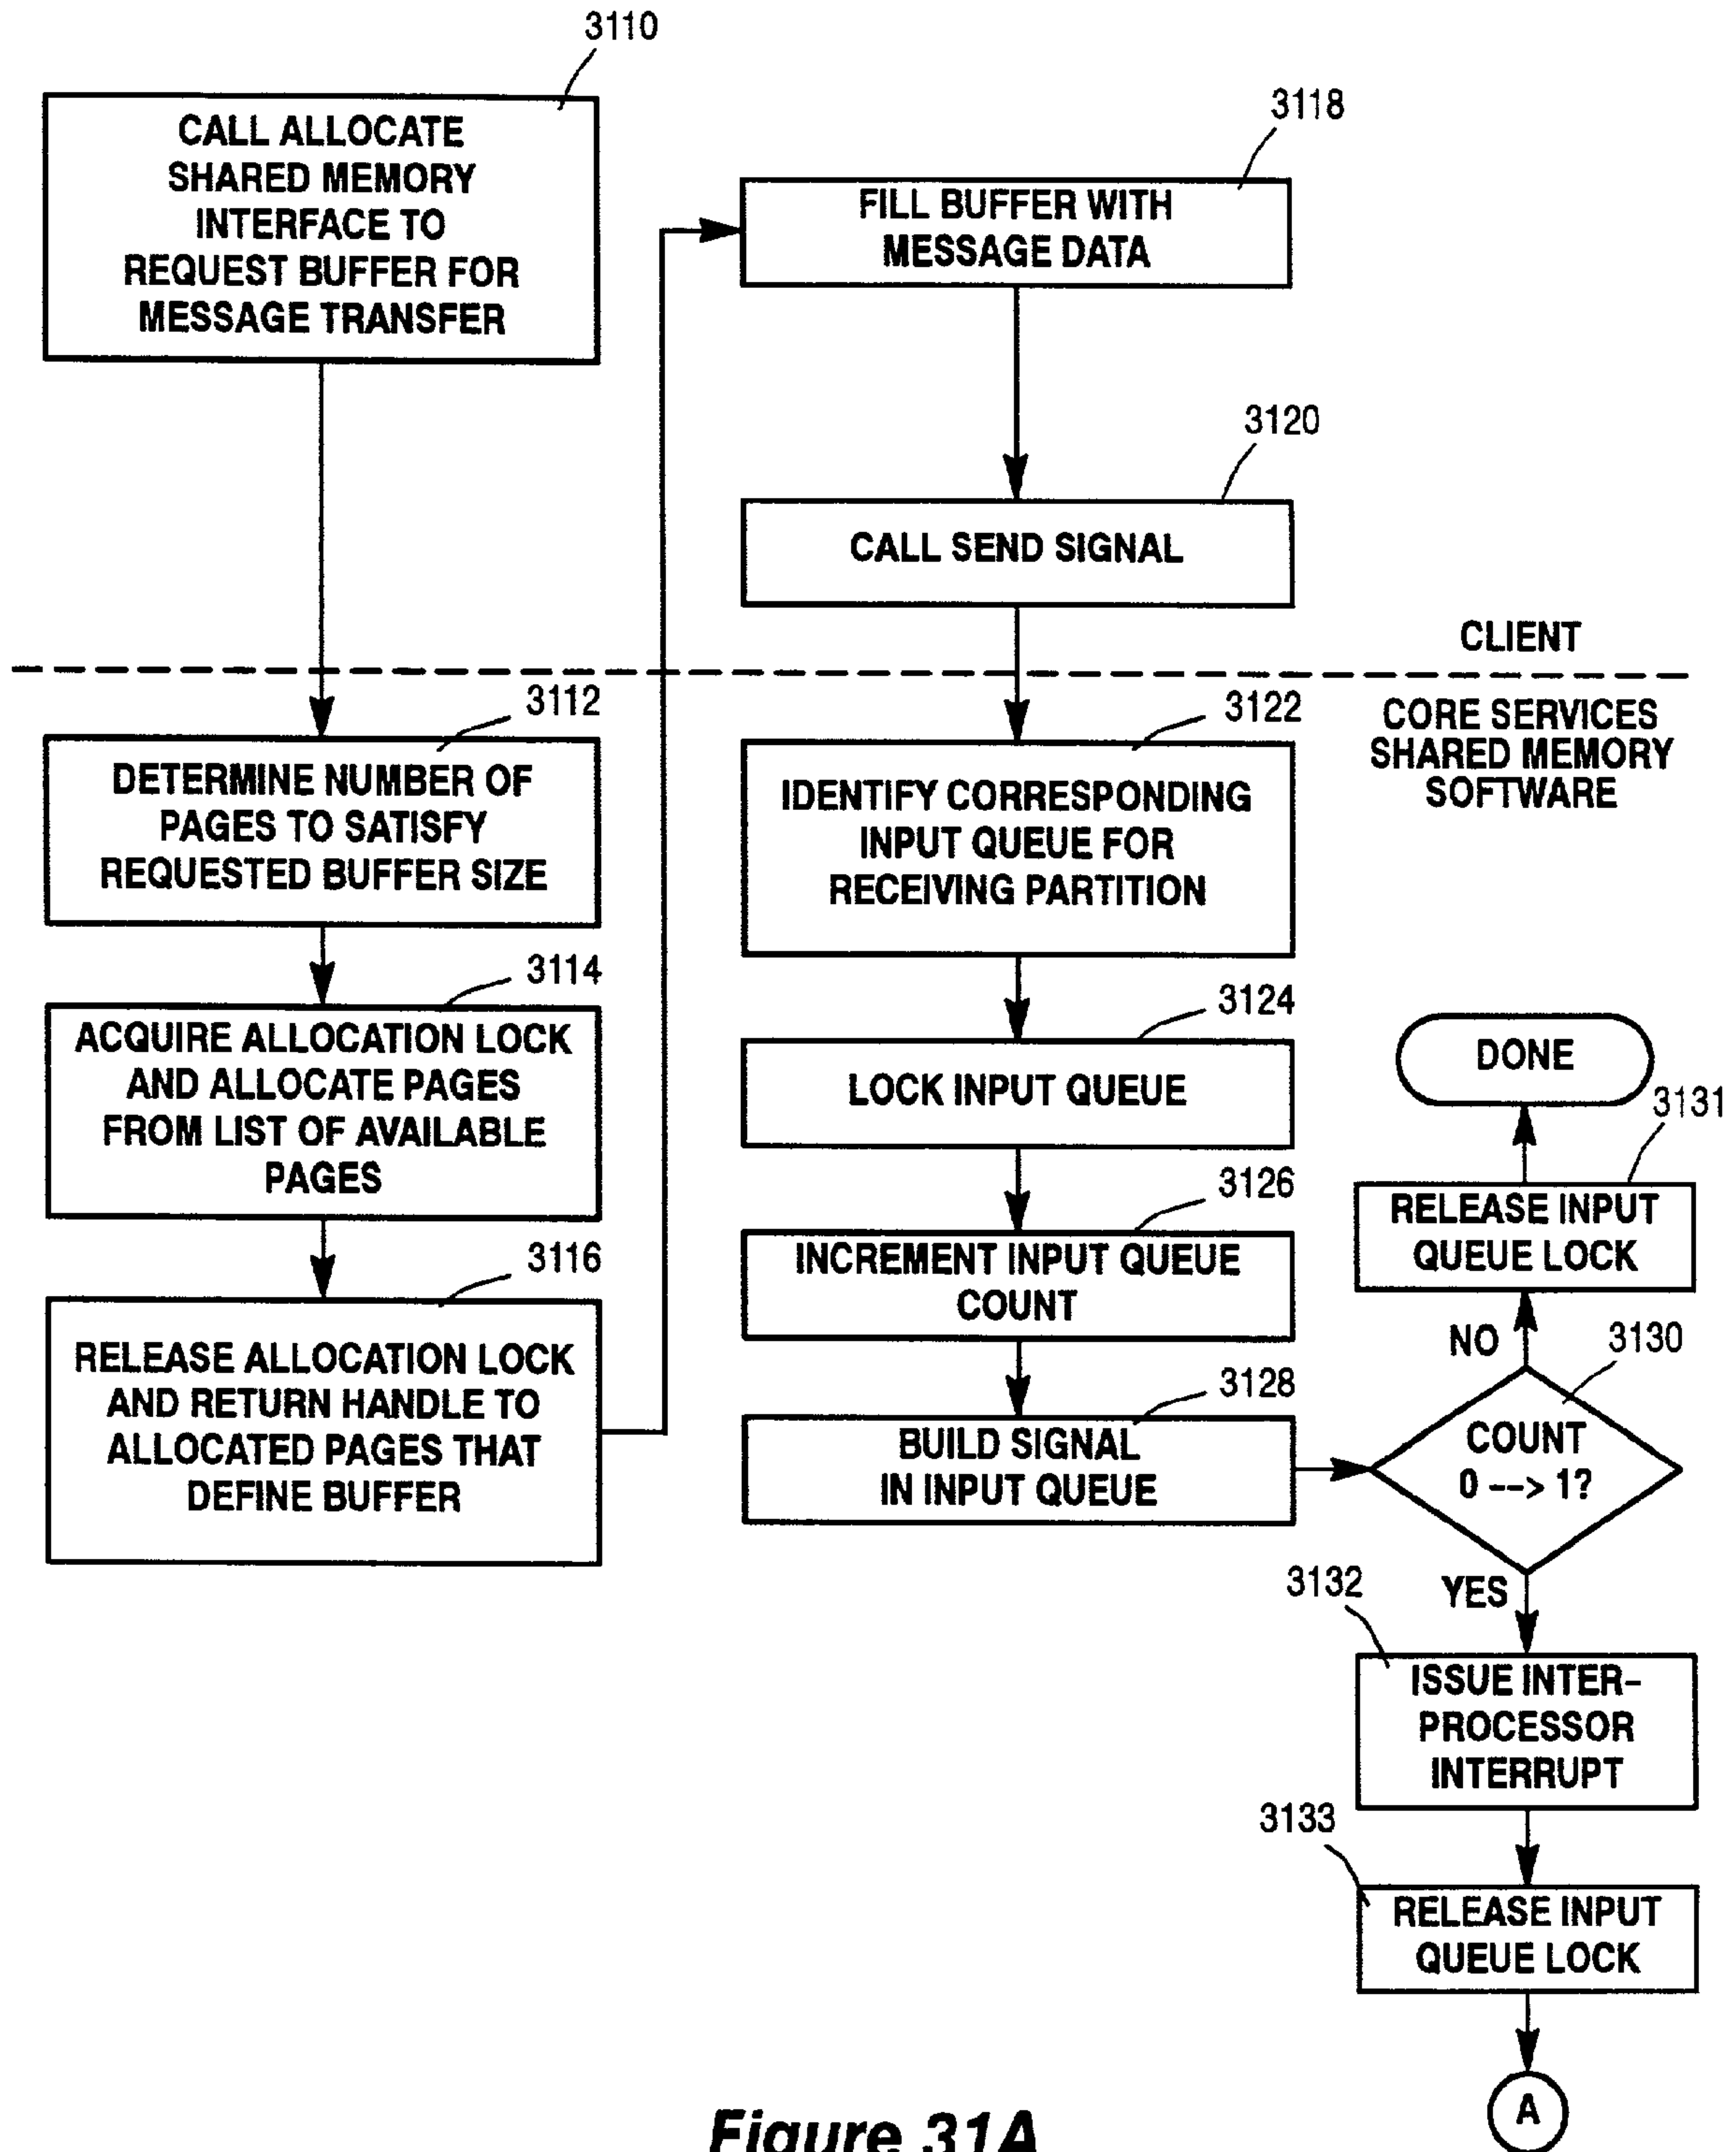 3110
CALL ALLOCATE
SHARED MEMORY
INTERFACE TO
REQUEST BUFFER FOR
MESSAGE TRANSFER
3112
DETERMINE NUMBER OF
PAGES TO SATISFY
REQUESTED BUFFER SIZE
3114
ACQUIRE ALLOCATION LOCK
AND ALLOCATE PAGES
FROM LIST OF AVAILABLE
PAGES
3116
RELEASE ALLOCATION LOCK
AND RETURN HANDLE TO
ALLOCATED PAGES THAT
DEFINE BUFFER
3118
FILL BUFFER WITH
MESSAGE DATA
3120
CALL SEND SIGNAL
CLIENT
CORE SERVICES
SHARED MEMORY
SOFTWARE
3122
IDENTIFY CORRESPONDING
INPUT QUEUE FOR
RECEIVING PARTITION
3124
LOCK INPUT QUEUE
3126
INCREMENT INPUT QUEUE
COUNT
3128
BUILD SIGNAL
IN INPUT QUEUE
3130
COUNT
0 --> 1?
NO
3131
RELEASE INPUT
QUEUE LOCK
DONE
YES
3132
ISSUE INTER-
PROCESSOR
INTERRUPT
3133
RELEASE INPUT
QUEUE LOCK
A
Figure 31A